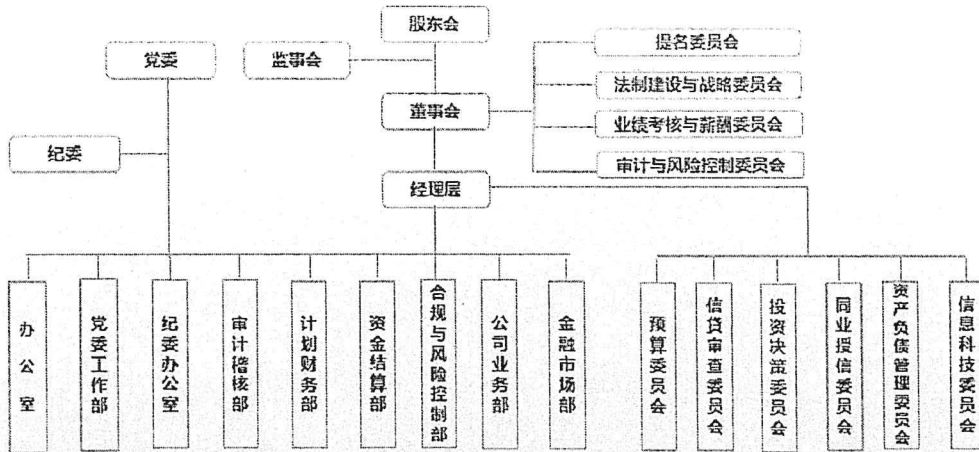 股东会
党委
监事会
提名委员会
法制建设与战略委员会
董事会
业绩考核与薪酬委员会
纪委
审计与风险控制委员会
经理层
办公室
党委工作部
纪委办公室
审计稽核部
计划财务部
资金结算部
合规与风险控制部
公司业务部
金融市场部
预算委员会
信贷审查委员会
投资决策委员会
同业授信委员会
资产负债管理委员会
信息科技委员会